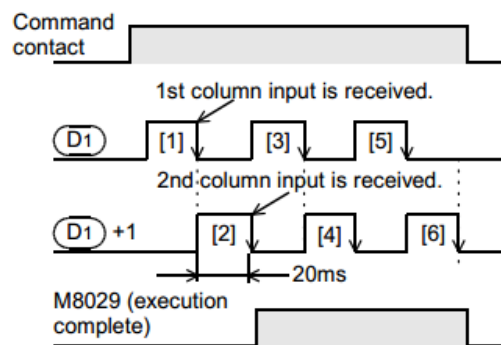 Command
contact
1st column input is received.
D1 [1] [3] [5]
2nd column input is received.
D1 +1 [2] [4] [6]
20ms
M8029 (execution
complete)